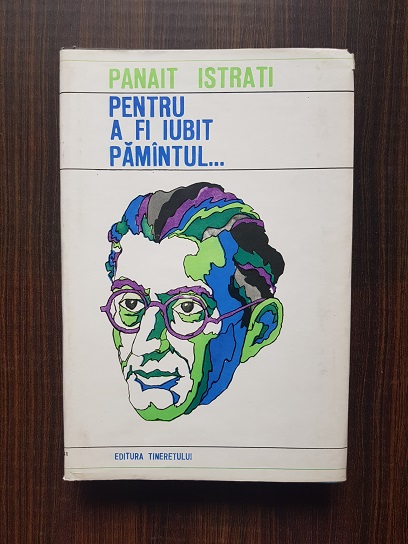 PANAIT ISTRATI
PENTRU
A FI IUBIT
PĂMÎNTUL...
EDITURA TINERETULUI